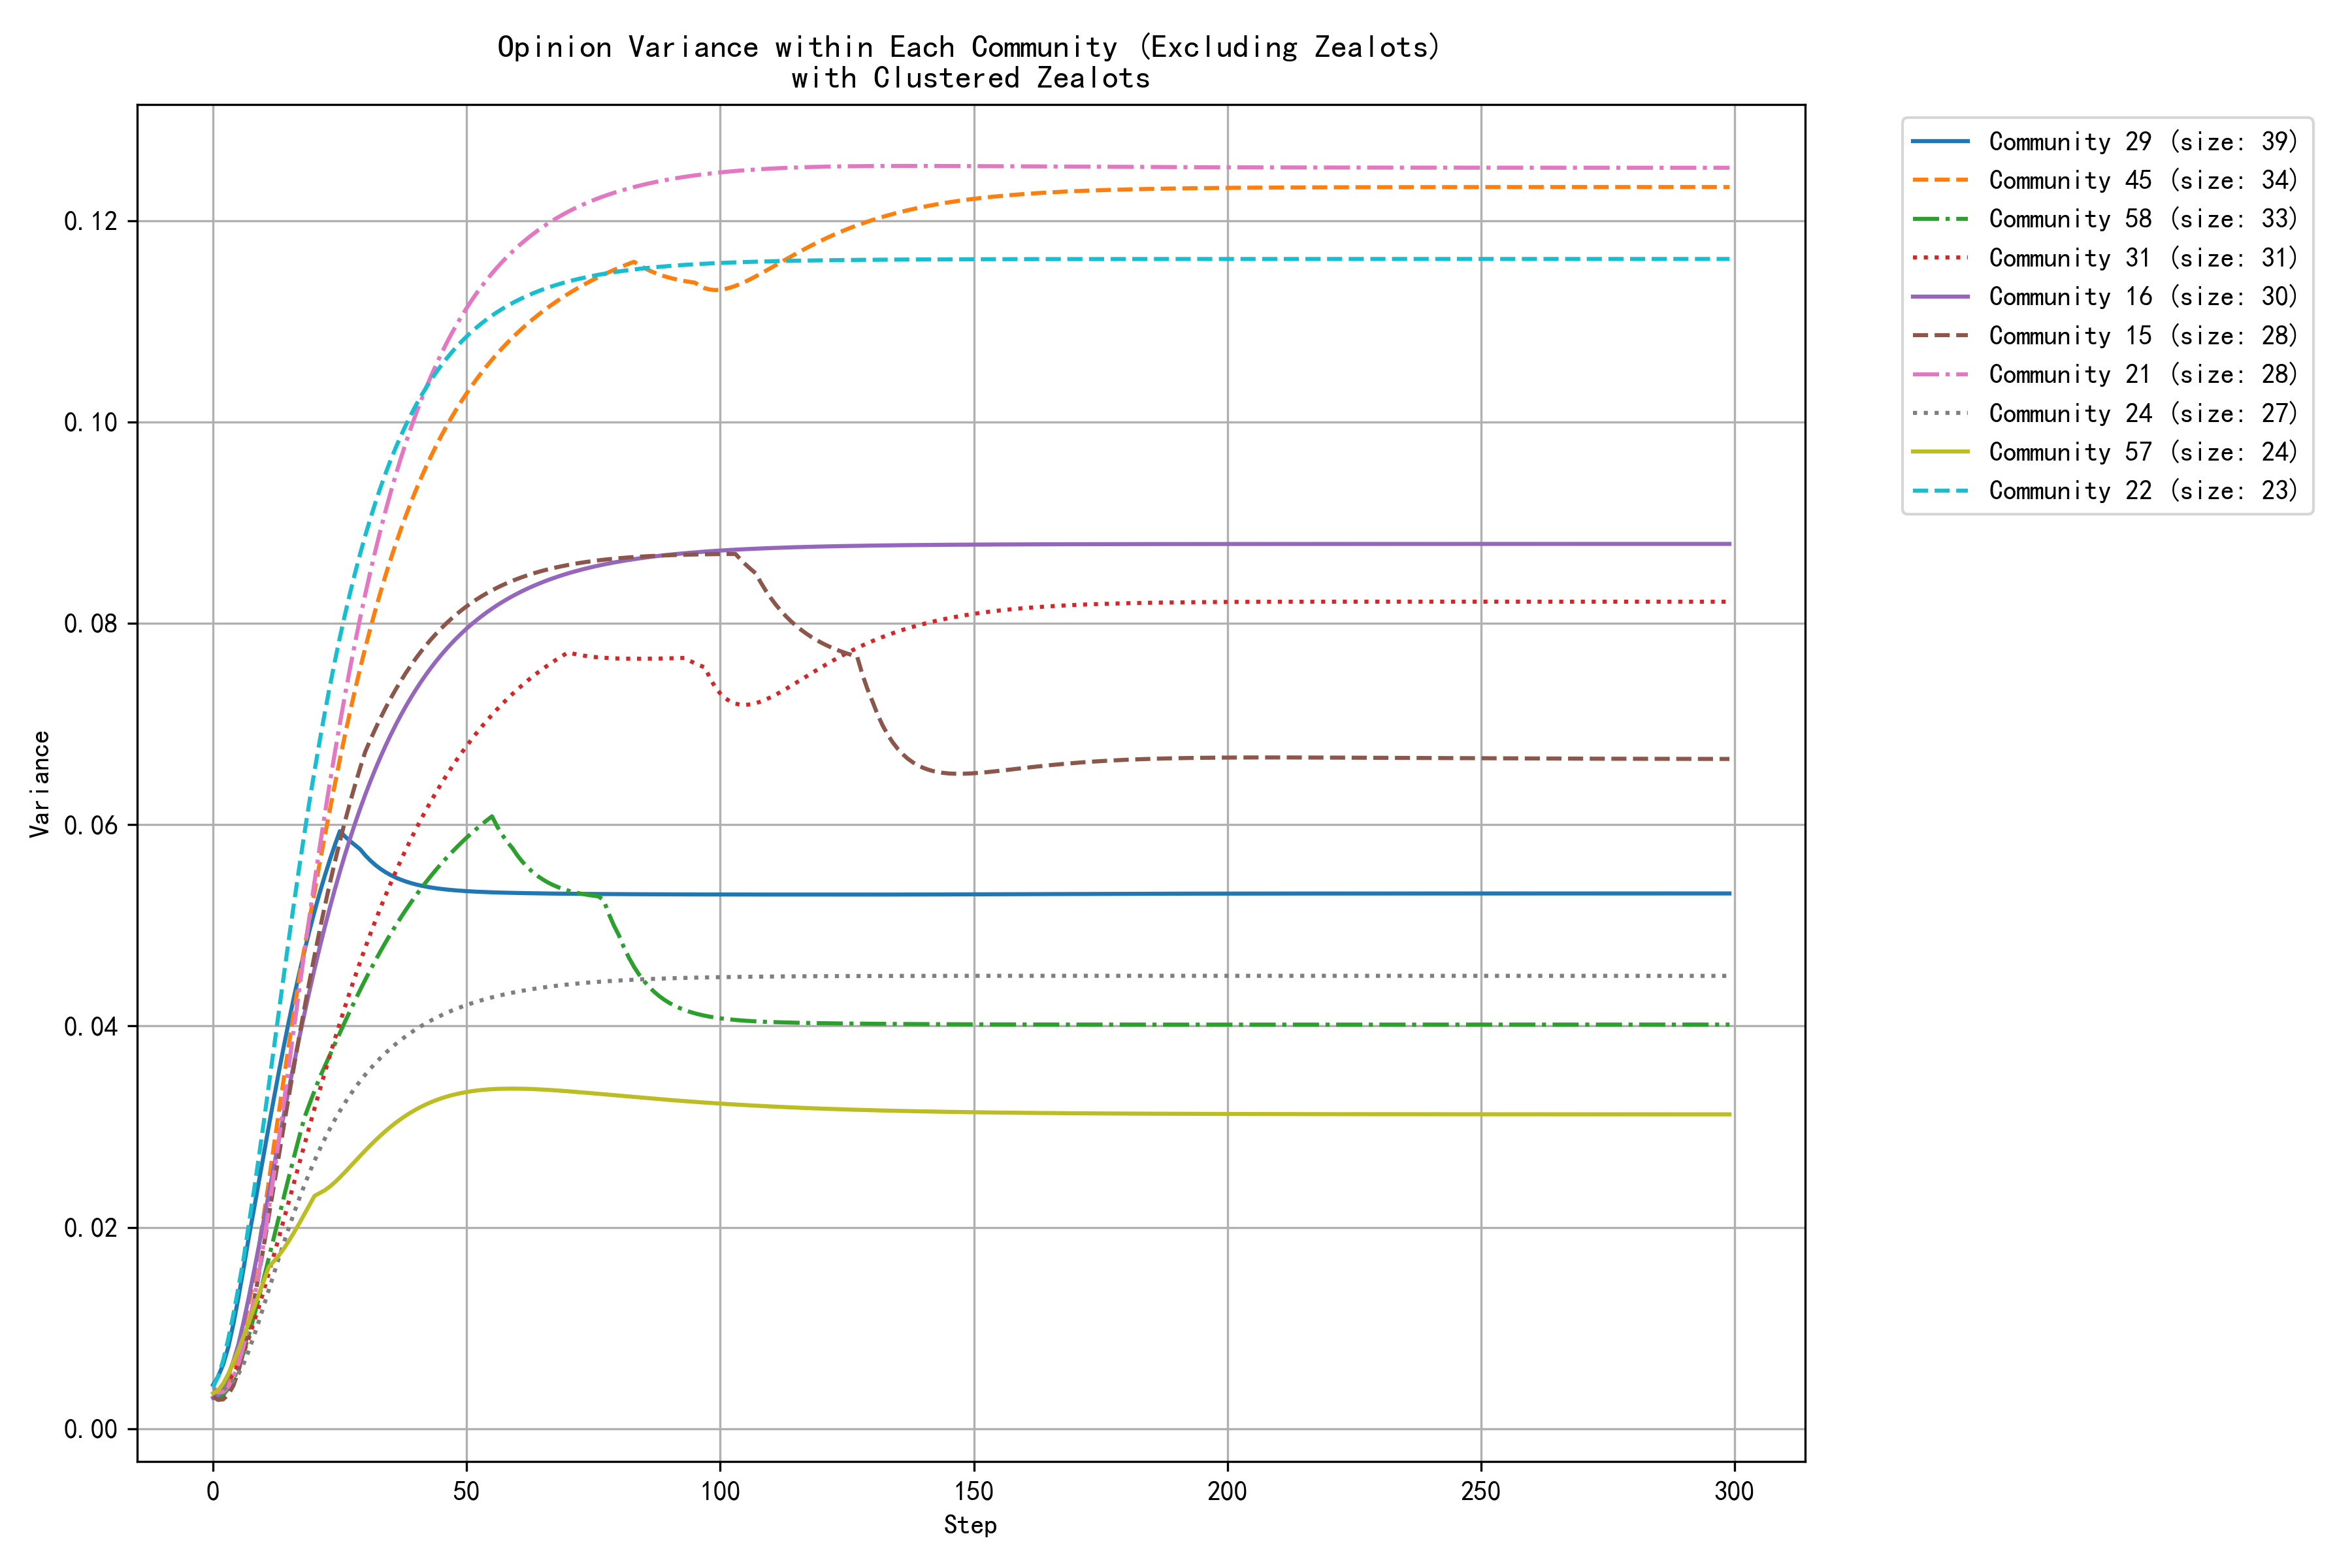 Opinion Variance within Each Community (Excluding Zealots)
with Clustered Zealots
Variance
0.12
0.10
0.08
0.06
0.04
0.02
0.00
0
50
100
150
200
250
300
Step
Community 29 (size: 39)
Community 45 (size: 34)
Community 58 (size: 33)
Community 31 (size: 31)
Community 16 (size: 30)
Community 15 (size: 28)
Community 21 (size: 28)
Community 24 (size: 27)
Community 57 (size: 24)
Community 22 (size: 23)